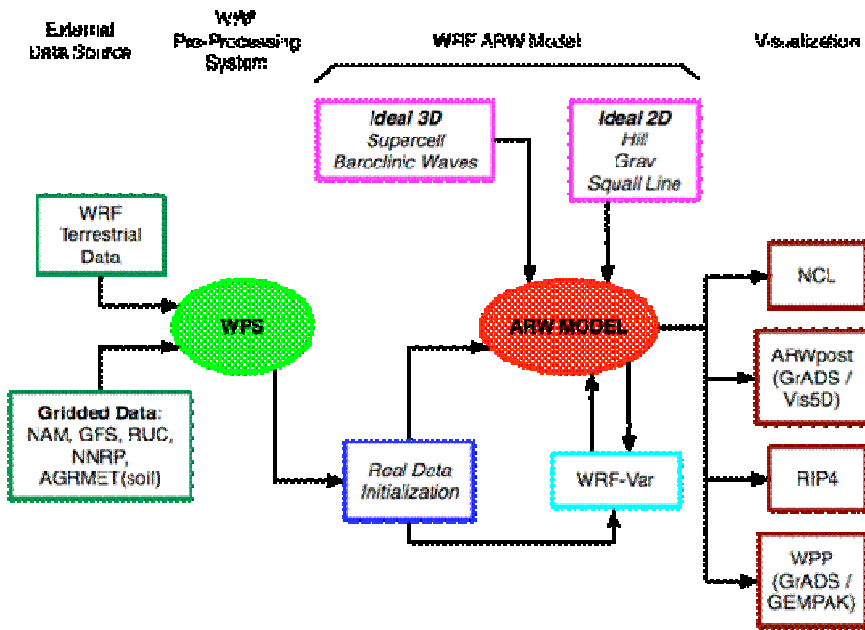 External
Data Source
WRF
Pre-Processing
System
WRF ARW Model
Visualization
Ideal 3D
Supercell
Baroclinic Waves
Ideal 2D
Hill
Grav
Squall Line
WRF
Terrestrial
Data
WPS
ARW MODEL
NCL
ARWpost
(GrADS /
Vis5D)
Gridded Data:
NAM, GFS, RUC,
NNRP,
AGRMET(soil)
Real Data
Initialization
WRF-Var
RIP4
WPP
(GrADS /
GEMPAK)